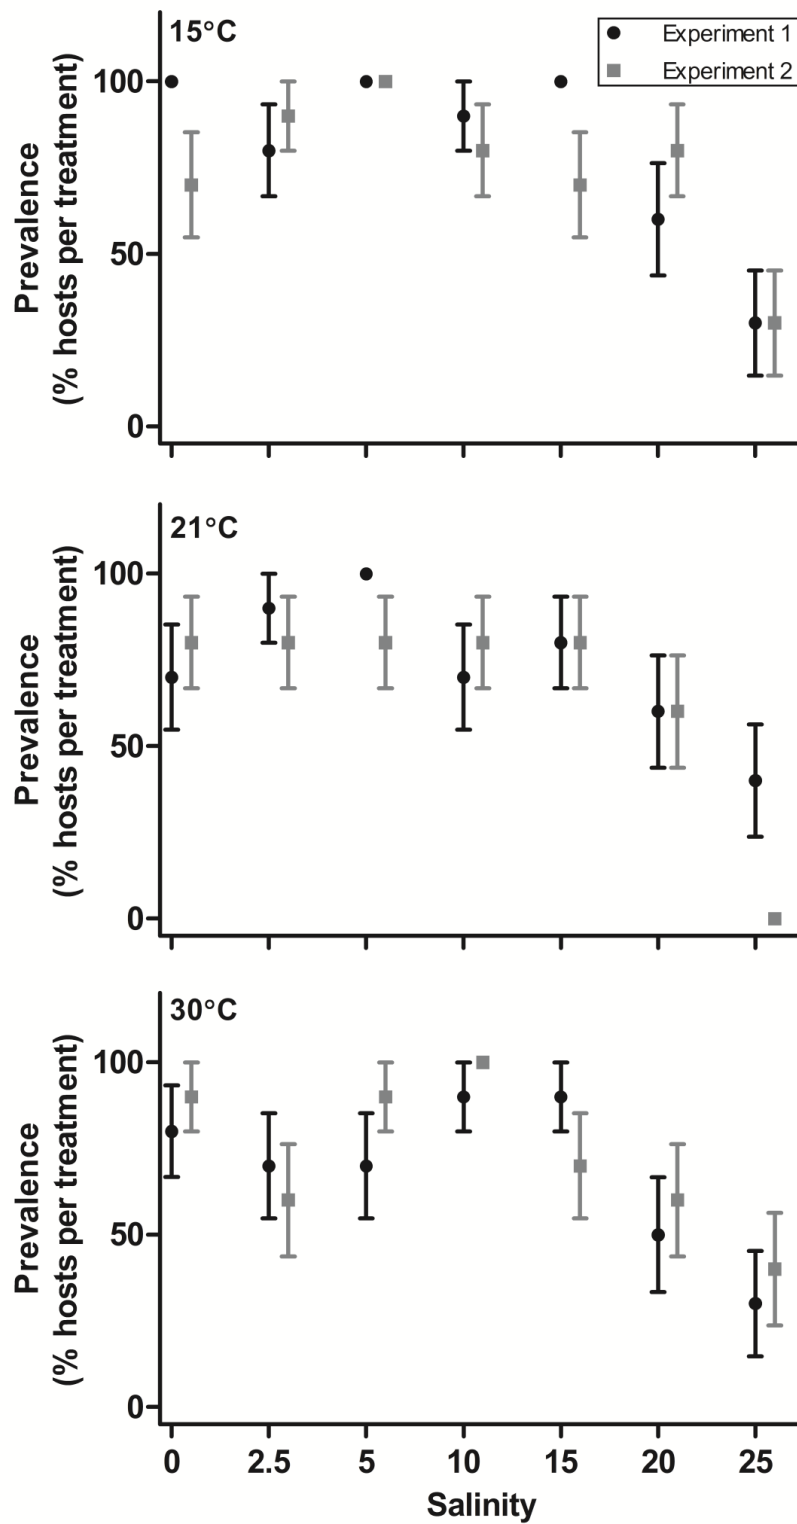 15°C
Experiment 1
Experiment 2
100
50
0
Prevalence
(% hosts per treatment)
21°C
100
50
0
Prevalence
(% hosts per treatment)
30°C
100
50
0
Prevalence
(% hosts per treatment)
0 2.5 5 10 15 20 25
Salinity